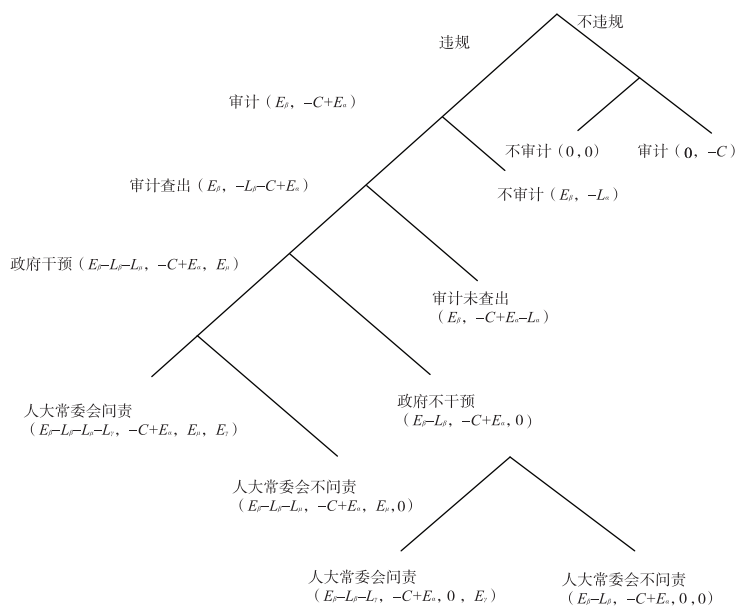 不违规
违规
审计（Eᵦ，–C+Eα）
不审计（0,0）
审计（0，–C）
审计查出（Eᵦ，–Lᵦ–C+Eα）
不审计（Eᵦ，–Lα）
政府干预（Eᵦ–Lᵦ–Lμ，–C+Eα，Eμ）
审计未查出
（Eᵦ，–C+Eα–Lα）
人大常委会问责
（Eᵦ–Lᵦ–Lμ–Lᵧ，–C+Eα，Eμ，Eᵧ）
政府不干预
（Eᵦ–Lᵦ，–C+Eα,0）
人大常委会不问责
（Eᵦ–Lᵦ–Lμ，–C+Eα，Eμ,0）
人大常委会问责
（Eᵦ–Lᵦ–Lᵧ，–C+Eα,0，Eᵧ）
人大常委会不问责
（Eᵦ–Lᵦ，–C+Eα,0,0）